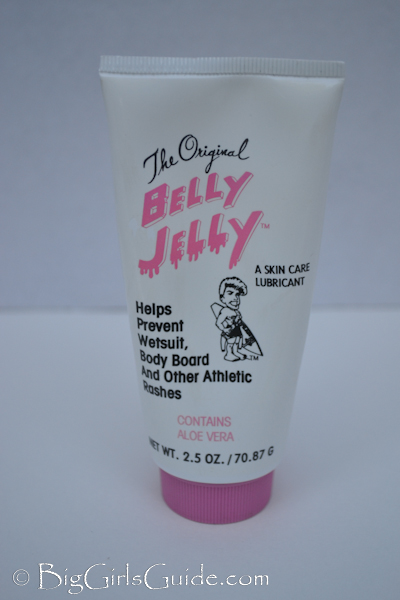 The Original
BELLY
JELLY™
A SKIN CARE
LUBRICANT
Helps
Prevent
Wetsuit,
Body Board
And Other Athletic
Rashes
TM
CONTAINS
ALOE VERA
NET WT. 2.5 OZ./70.87 G
© BigGirlsGuide.com